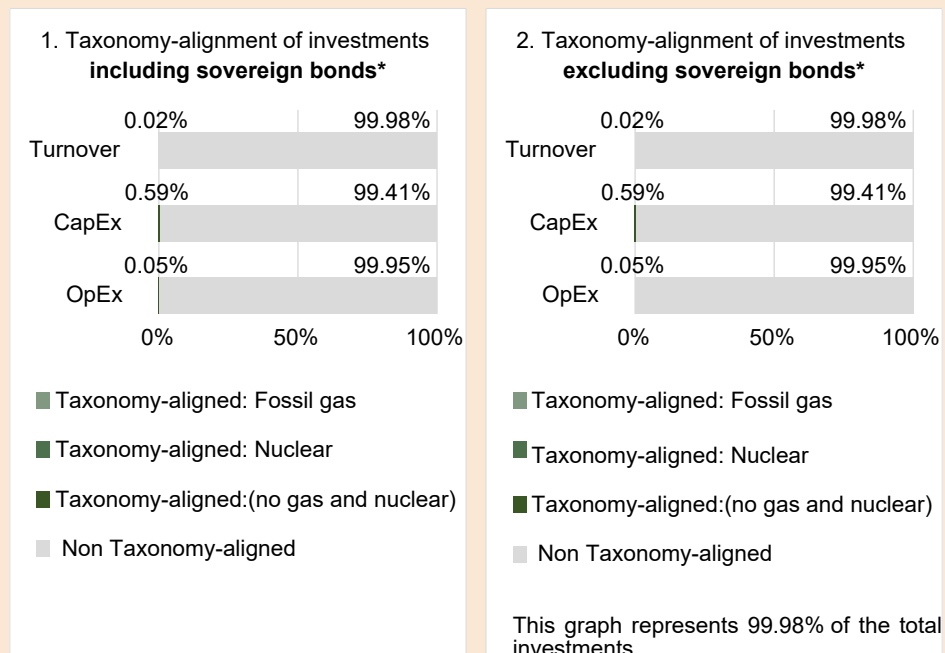 1. Taxonomy-alignment of investments
including sovereign bonds*
0.02% 99.98%
Turnover
0.59% 99.41%
CapEx
0.05% 99.95%
OpEx
0% 50% 100%
Taxonomy-aligned: Fossil gas
Taxonomy-aligned: Nuclear
Taxonomy-aligned:(no gas and nuclear)
Non Taxonomy-aligned
2. Taxonomy-alignment of investments
excluding sovereign bonds*
0.02% 99.98%
Turnover
0.59% 99.41%
CapEx
0.05% 99.95%
OpEx
0% 50% 100%
Taxonomy-aligned: Fossil gas
Taxonomy-aligned: Nuclear
Taxonomy-aligned:(no gas and nuclear)
Non Taxonomy-aligned
This graph represents 99.98% of the total
investments